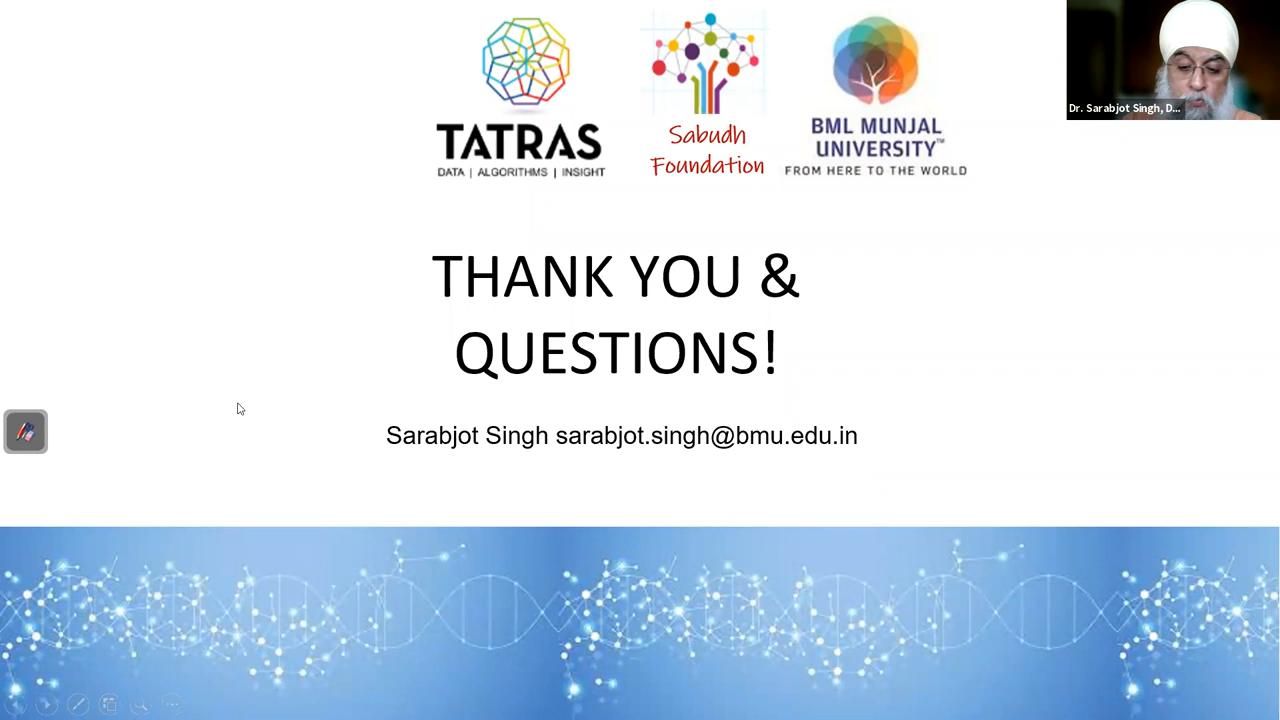 TATRAS
DATA | ALGORITHMS | INSIGHT
Sabudh
Foundation
BML MUNJAL
UNIVERSITY™
FROM HERE TO THE WORLD
Dr. Sarabjot Singh, D...
THANK YOU &
QUESTIONS!
Sarabjot Singh sarabjot.singh@bmu.edu.in